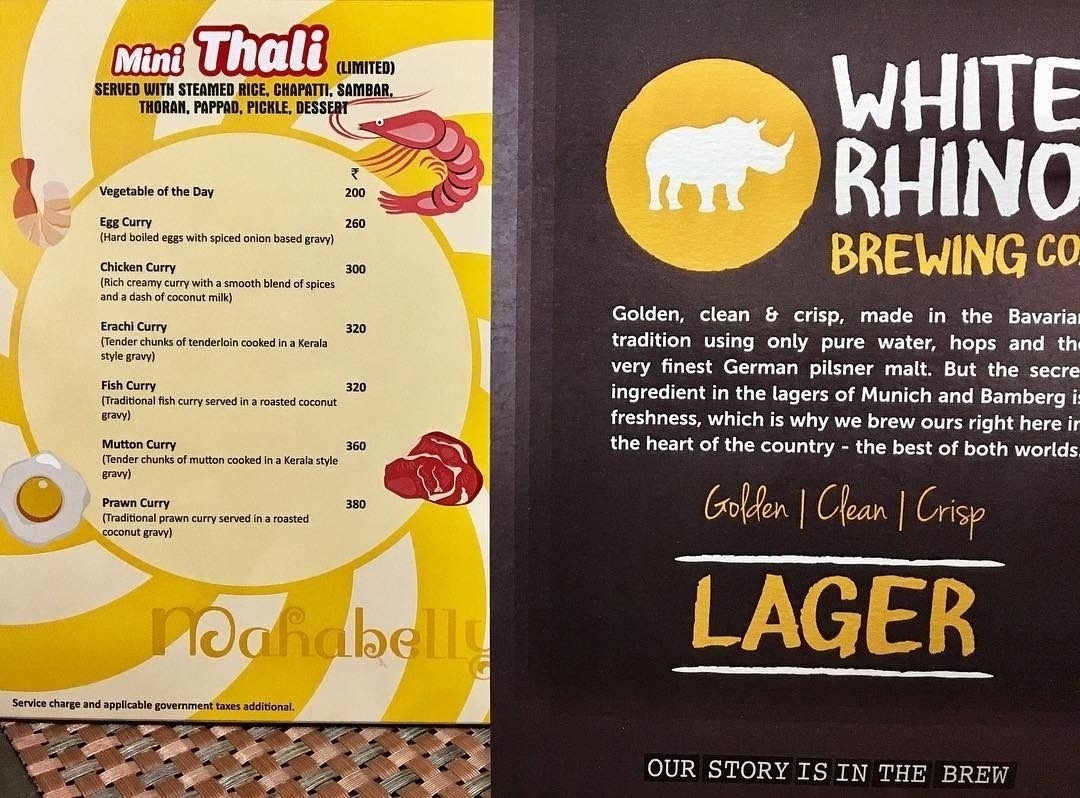 Mini Thali (LIMITED)
SERVED WITH STEAMED RICE, CHAPATTI, SAMBAR,
THORAN, PAPPAD, PICKLE, DESSERT
₹
Vegetable of the Day 200
Egg Curry 260
(Hard boiled eggs with spiced onion based gravy)
Chicken Curry 300
(Rich creamy curry with a smooth blend of spices
and a dash of coconut milk)
Erachi Curry 320
(Tender chunks of tenderloin cooked in a Kerala
style gravy)
Fish Curry 320
(Traditional fish curry served in a roasted coconut
gravy)
Mutton Curry 360
(Tender chunks of mutton cooked in a Kerala style
gravy)
Prawn Curry 380
(Traditional prawn curry served in a roasted
coconut gravy)
Mahabelly
Service charge and applicable government taxes additional.
WHITE
RHINO
BREWING CO.
Golden, clean & crisp, made in the Bavarian
tradition using only pure water, hops and the
very finest German pilsner malt. But the secre
ingredient in the lagers of Munich and Bamberg is
freshness, which is why we brew ours right here in
the heart of the country - the best of both worlds.
Golden | Clean | Crisp
LAGER
OUR STORY IS IN THE BREW